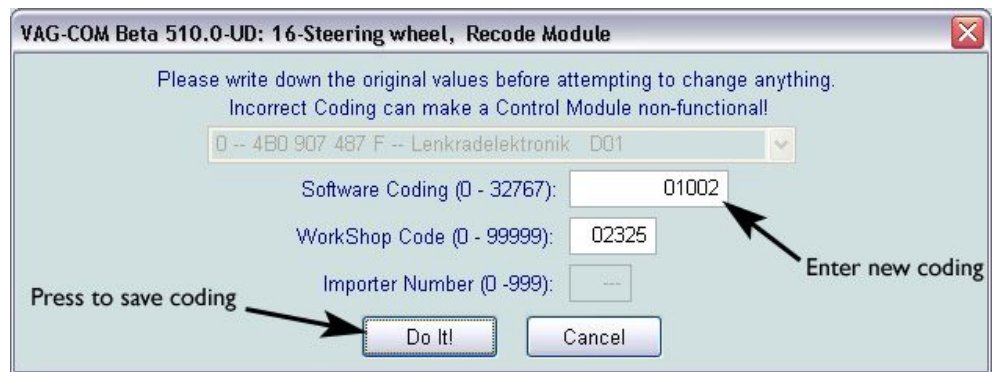 VAG-COM Beta 510.0-UD: 16-Steering wheel, Recode Module
Please write down the original values before attempting to change anything.
Incorrect Coding can make a Control Module non-functional!
0 -- 4B0 907 487 F -- Lenkradelektronik D01
Software Coding (0 - 32767): 01002
WorkShop Code (0 - 99999): 02325
Enter new coding
Importer Number (0 -999): ---
Press to save coding
Do It! Cancel